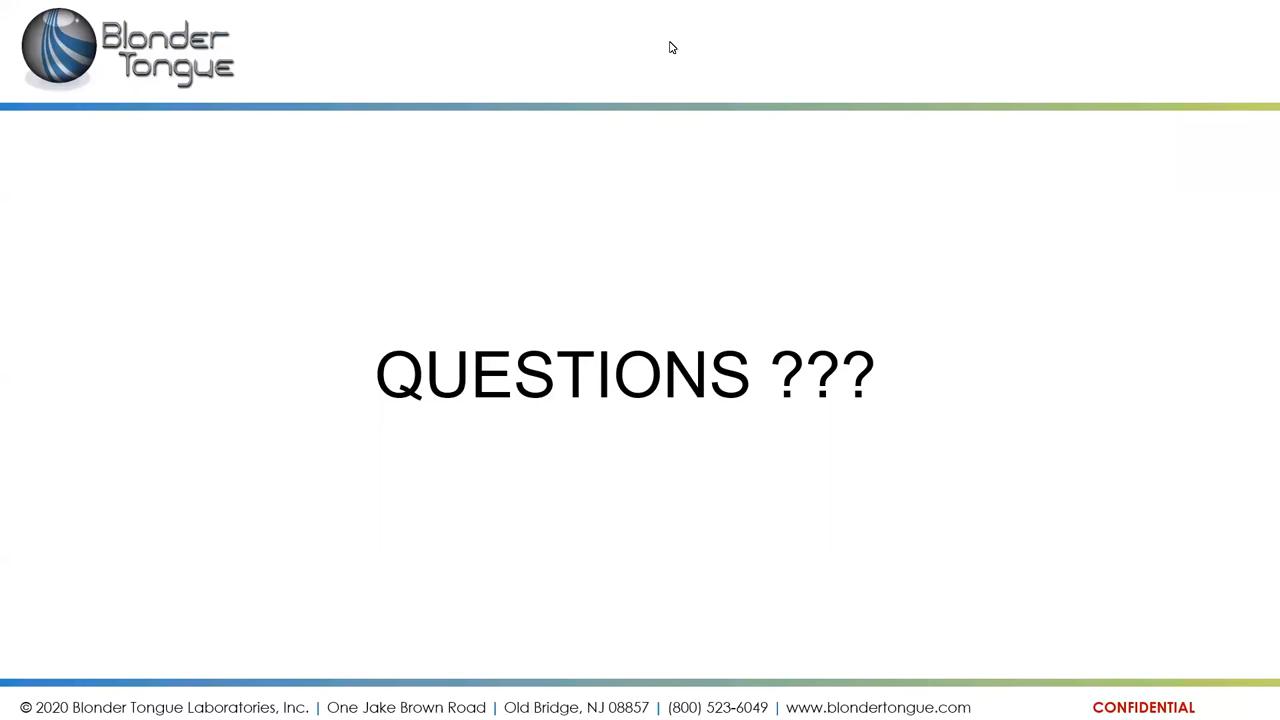 Blonder
Tongue
QUESTIONS ???
© 2020 Blonder Tongue Laboratories, Inc. | One Jake Brown Road | Old Bridge, NJ 08857 | (800) 523-6049 | www.blondertongue.com CONFIDENTIAL